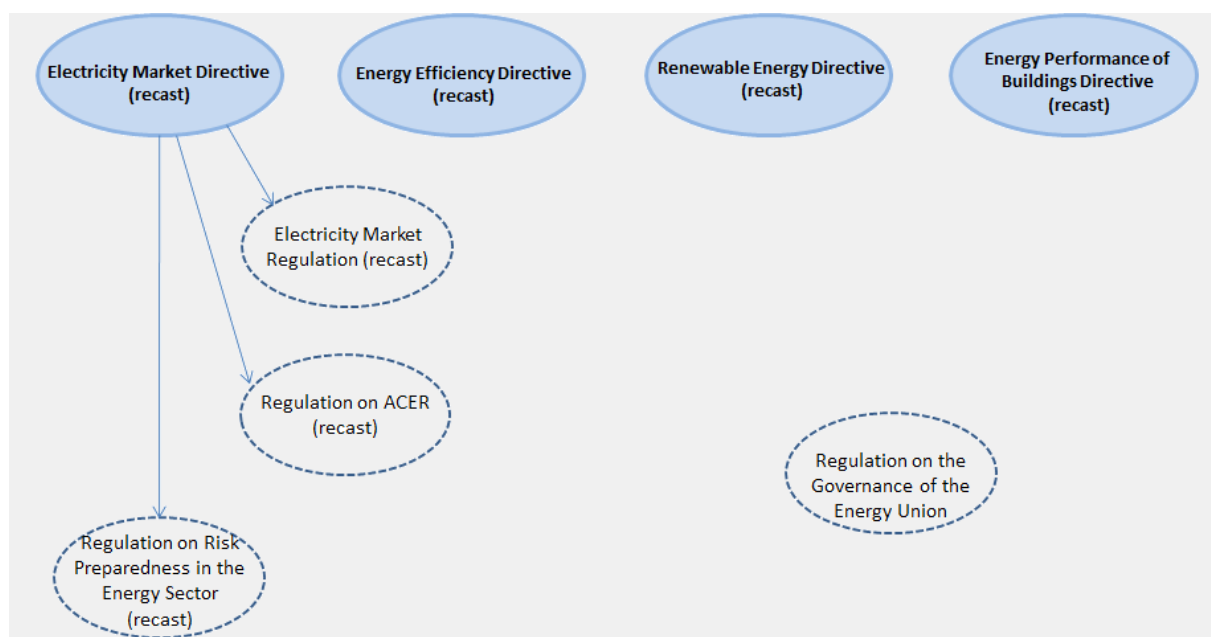 Electricity Market Directive
(recast)
Energy Efficiency Directive
(recast)
Renewable Energy Directive
(recast)
Energy Performance of
Buildings Directive
(recast)
Electricity Market
Regulation (recast)
Regulation on ACER
(recast)
Regulation on the
Governance of the
Energy Union
Regulation on Risk
Preparedness in the
Energy Sector
(recast)